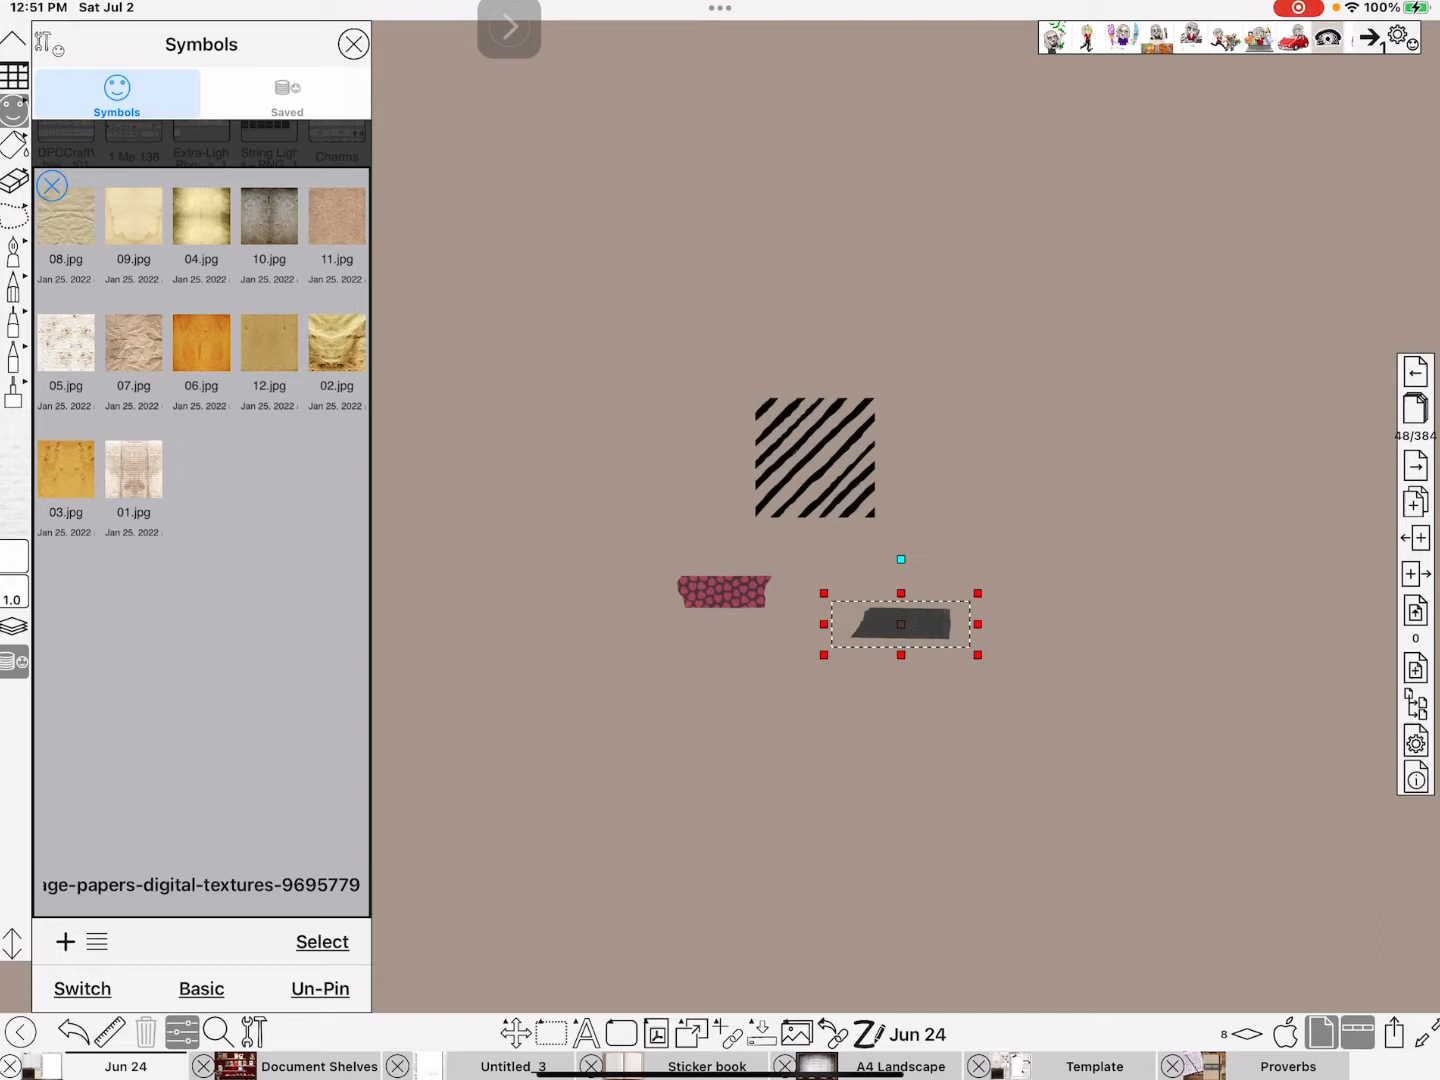 12:51 PM Sat Jul 2
100%
Symbols
Symbols
Saved
1 Me 138
Charms
08.jpg 09.jpg 04.jpg 10.jpg 11.jpg
Jan 25, 2022 Jan 25, 2022 Jan 25, 2022 Jan 25, 2022 Jan 25, 2022
05.jpg 07.jpg 06.jpg 12.jpg 02.jpg
Jan 25, 2022 Jan 25, 2022 Jan 25, 2022 Jan 25, 2022 Jan 25, 2022
03.jpg 01.jpg
Jan 25, 2022 Jan 25, 2022
age-papers-digital-textures-9695779
Select
Switch Basic Un-Pin
1.0
1
48/384
0
Jun 24
8
Jun 24 Document Shelves Untitled_3 Sticker book A4 Landscape Template Proverbs